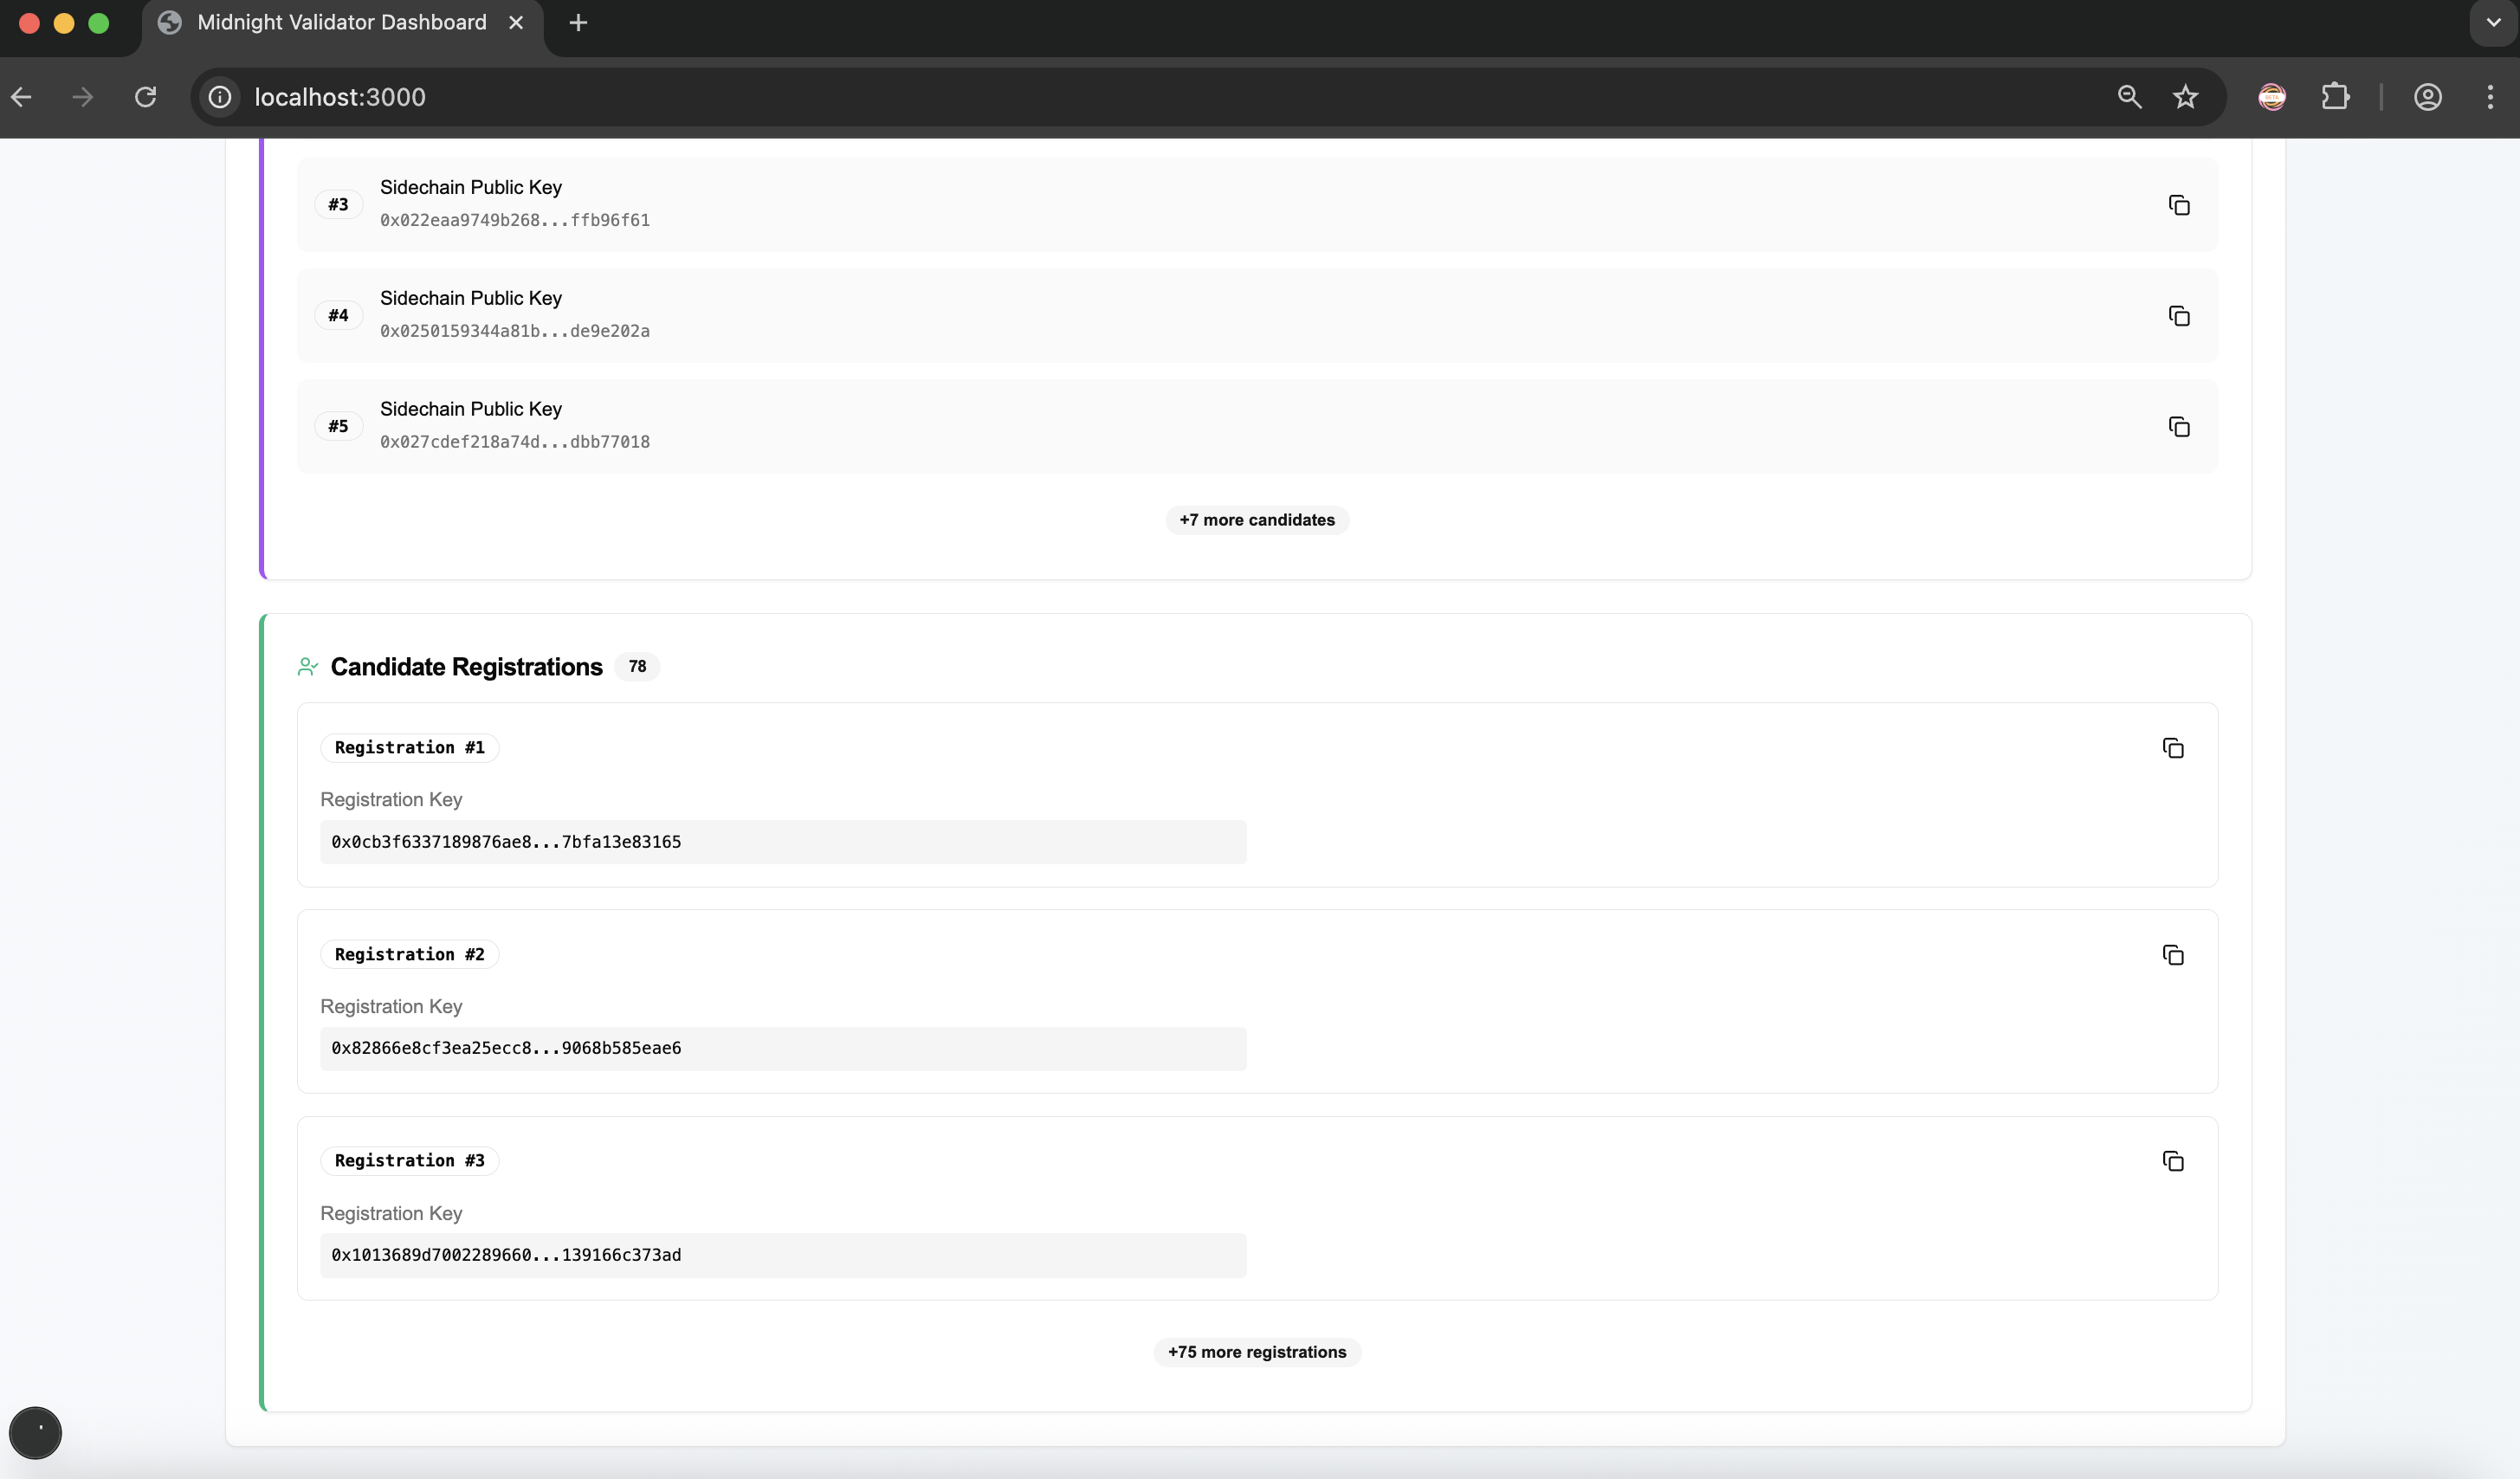 Midnight Validator Dashboard
localhost:3000
#3
Sidechain Public Key
0x022eaa9749b268...ffb96f61
#4
Sidechain Public Key
0x0250159344a81b...de9e202a
#5
Sidechain Public Key
0x027cdef218a74d...dbb77018
+7 more candidates
Candidate Registrations 78
Registration #1
Registration Key
0x0cb3f6337189876ae8...7bfa13e83165
Registration #2
Registration Key
0x82866e8cf3ea25ecc8...9068b585eae6
Registration #3
Registration Key
0x1013689d7002289660...139166c373ad
+75 more registrations